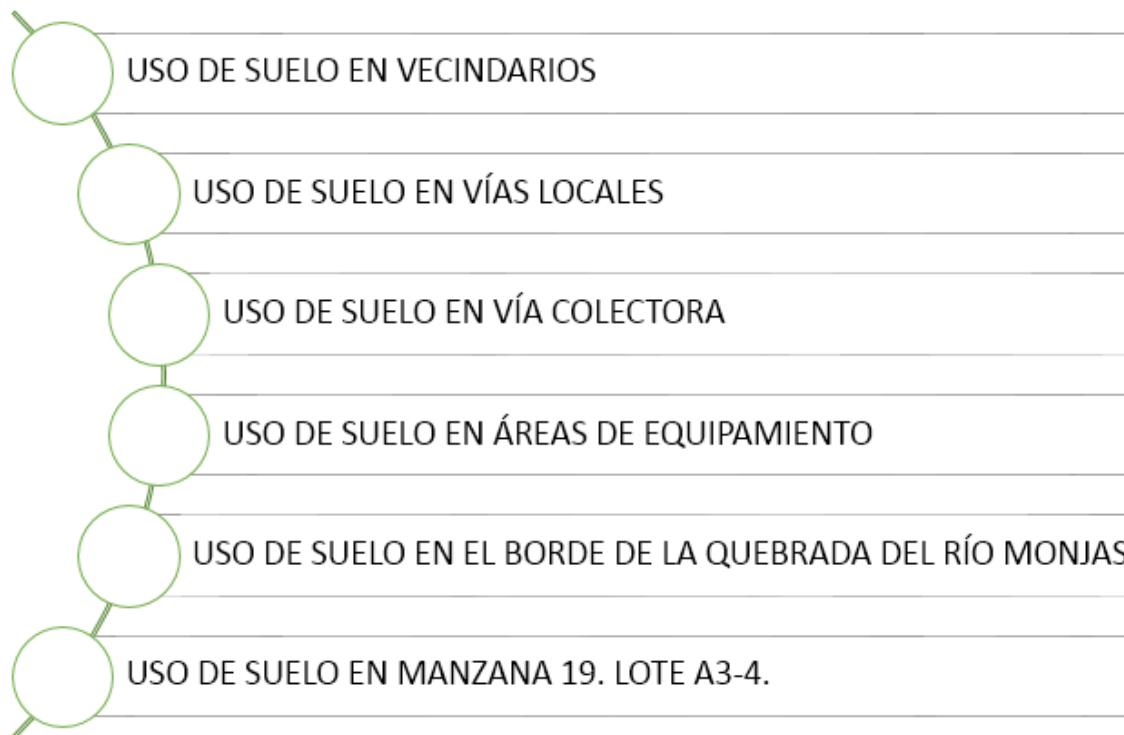 USO DE SUELO EN VECINDARIOS
USO DE SUELO EN VÍAS LOCALES
USO DE SUELO EN VÍA COLECTORA
USO DE SUELO EN ÁREAS DE EQUIPAMIENTO
USO DE SUELO EN EL BORDE DE LA QUEBRADA DEL RÍO MONJAS
USO DE SUELO EN MANZANA 19. LOTE A3-4.